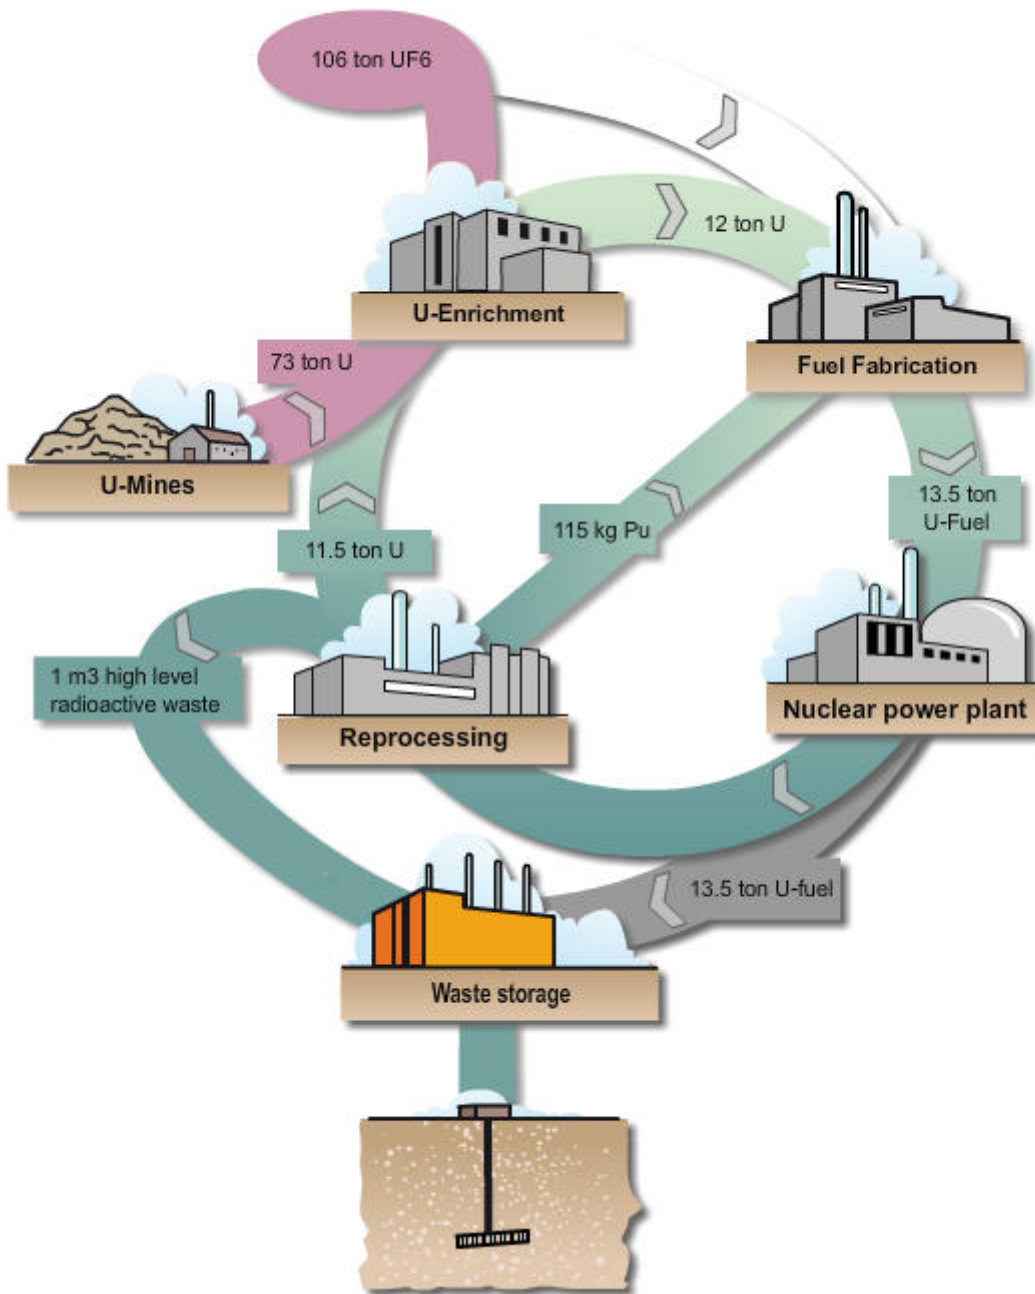 106 ton UF6
12 ton U
U-Enrichment
73 ton U
Fuel Fabrication
U-Mines
13.5 ton
U-Fuel
115 kg Pu
11.5 ton U
1 m3 high level
radioactive waste
Nuclear power plant
Reprocessing
13.5 ton U-fuel
Waste storage